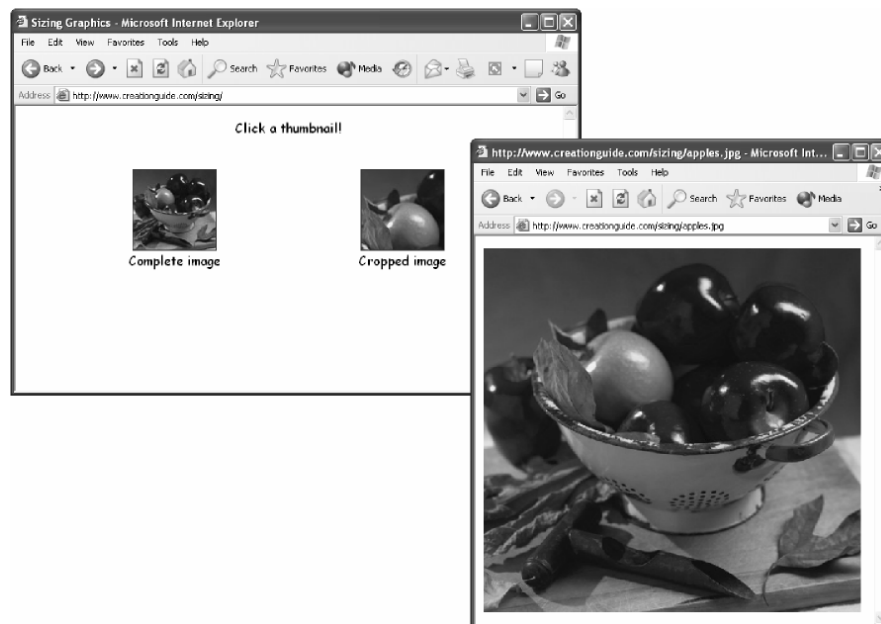 Sizing Graphics - Microsoft Internet Explorer
File Edit View Favorites Tools Help
Back Search Favorites Media
Address http://www.creationguide.com/sizing/ Go
Click a thumbnail!
Complete image Cropped image
http://www.creationguide.com/sizing/apples.jpg - Microsoft Int...
File Edit View Favorites Tools Help
Back Search Favorites Media
Address http://www.creationguide.com/sizing/apples.jpg Go